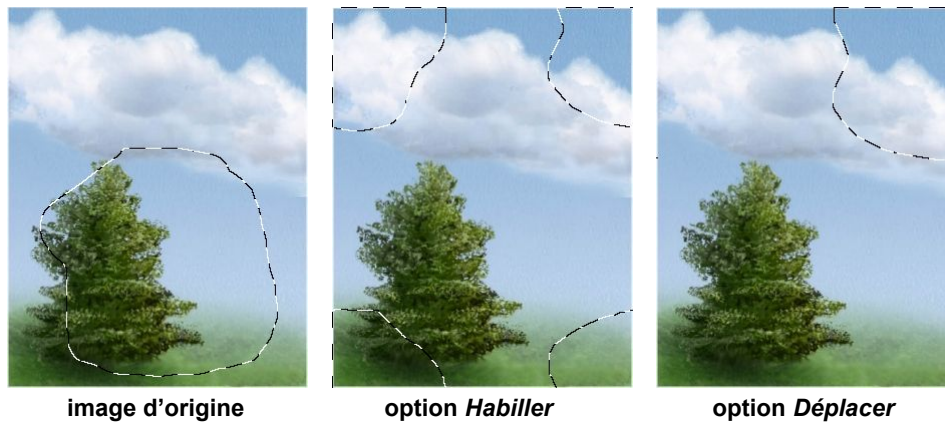 image d’origine
option Habiller
option Déplacer